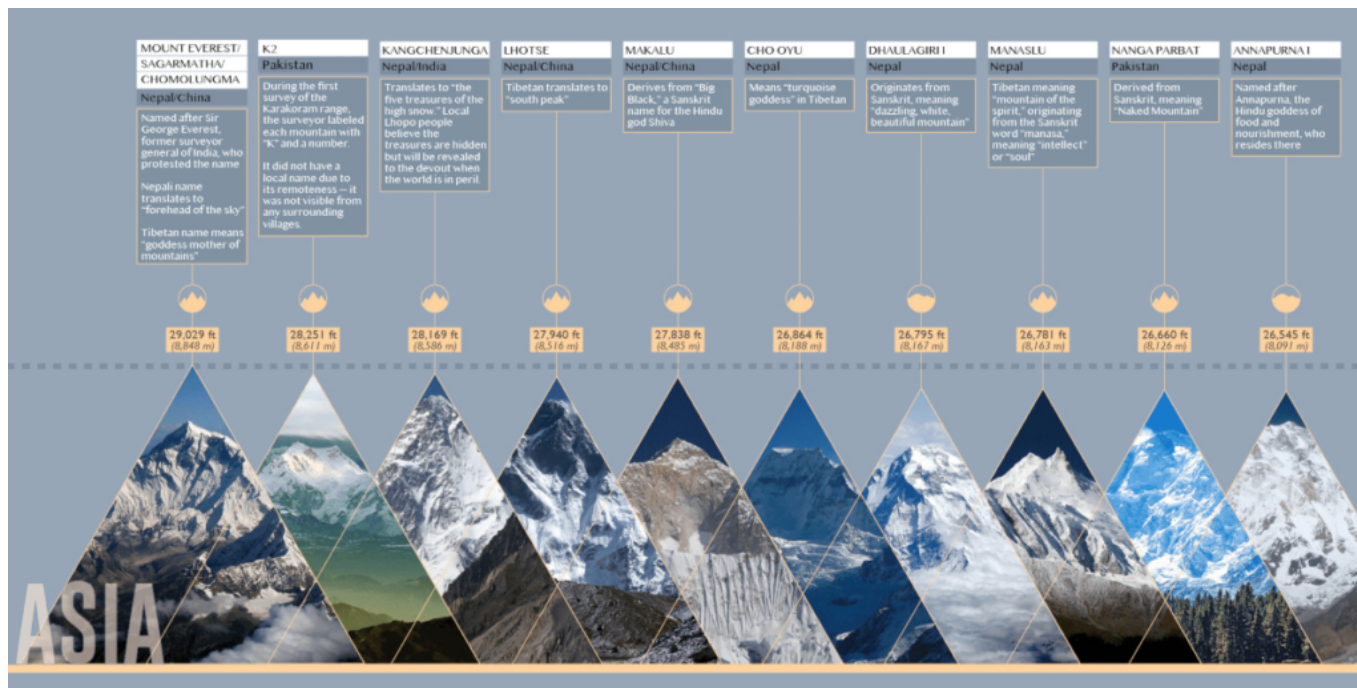 MOUNT EVEREST/
SAGARMATHA/
CHOMOLUNGMA
Nepal/China
Named after Sir
George Everest,
former surveyor
general of India, who
protested the name
Nepali name
translates to
"forehead of the sky"
Tibetan name means
"goddess mother of
mountains"
29,029 ft
(8,848 m)
K2
Pakistan
During the first
survey of the
Karakoram range,
the surveyor labeled
each mountain with
"K" and a number.
It did not have a
local name due to
its remoteness — it
was not visible from
any surrounding
villages.
28,251 ft
(8,611 m)
KANGCHENJUNGA
Nepal/India
Translates to "the
five treasures of the
high snow." Local
Lhopo people
believe the
treasures are hidden
but will be revealed
to the devout when
the world is in peril.
28,169 ft
(8,586 m)
LHOTSE
Nepal/China
Tibetan translates to
"south peak"
27,940 ft
(8,516 m)
MAKALU
Nepal/China
Derives from "Big
Black," a Sanskrit
name for the Hindu
god Shiva
27,838 ft
(8,485 m)
CHO OYU
Nepal
Means "turquoise
goddess" in Tibetan
26,864 ft
(8,188 m)
DHAULAGIRI I
Nepal
Originates from
Sanskrit, meaning
"dazzling, white,
beautiful mountain"
26,795 ft
(8,167 m)
MANASLU
Nepal
Tibetan meaning
"mountain of the
spirit," originating
from the Sanskrit
word "manasa,"
meaning "intellect"
or "soul"
26,781 ft
(8,163 m)
NANGA PARBAT
Pakistan
Derived from
Sanskrit, meaning
"Naked Mountain"
26,660 ft
(8,126 m)
ANNAPURNA I
Nepal
Named after
Annapurna, the
Hindu goddess of
food and
nourishment, who
resides there
26,545 ft
(8,091 m)
ASIA